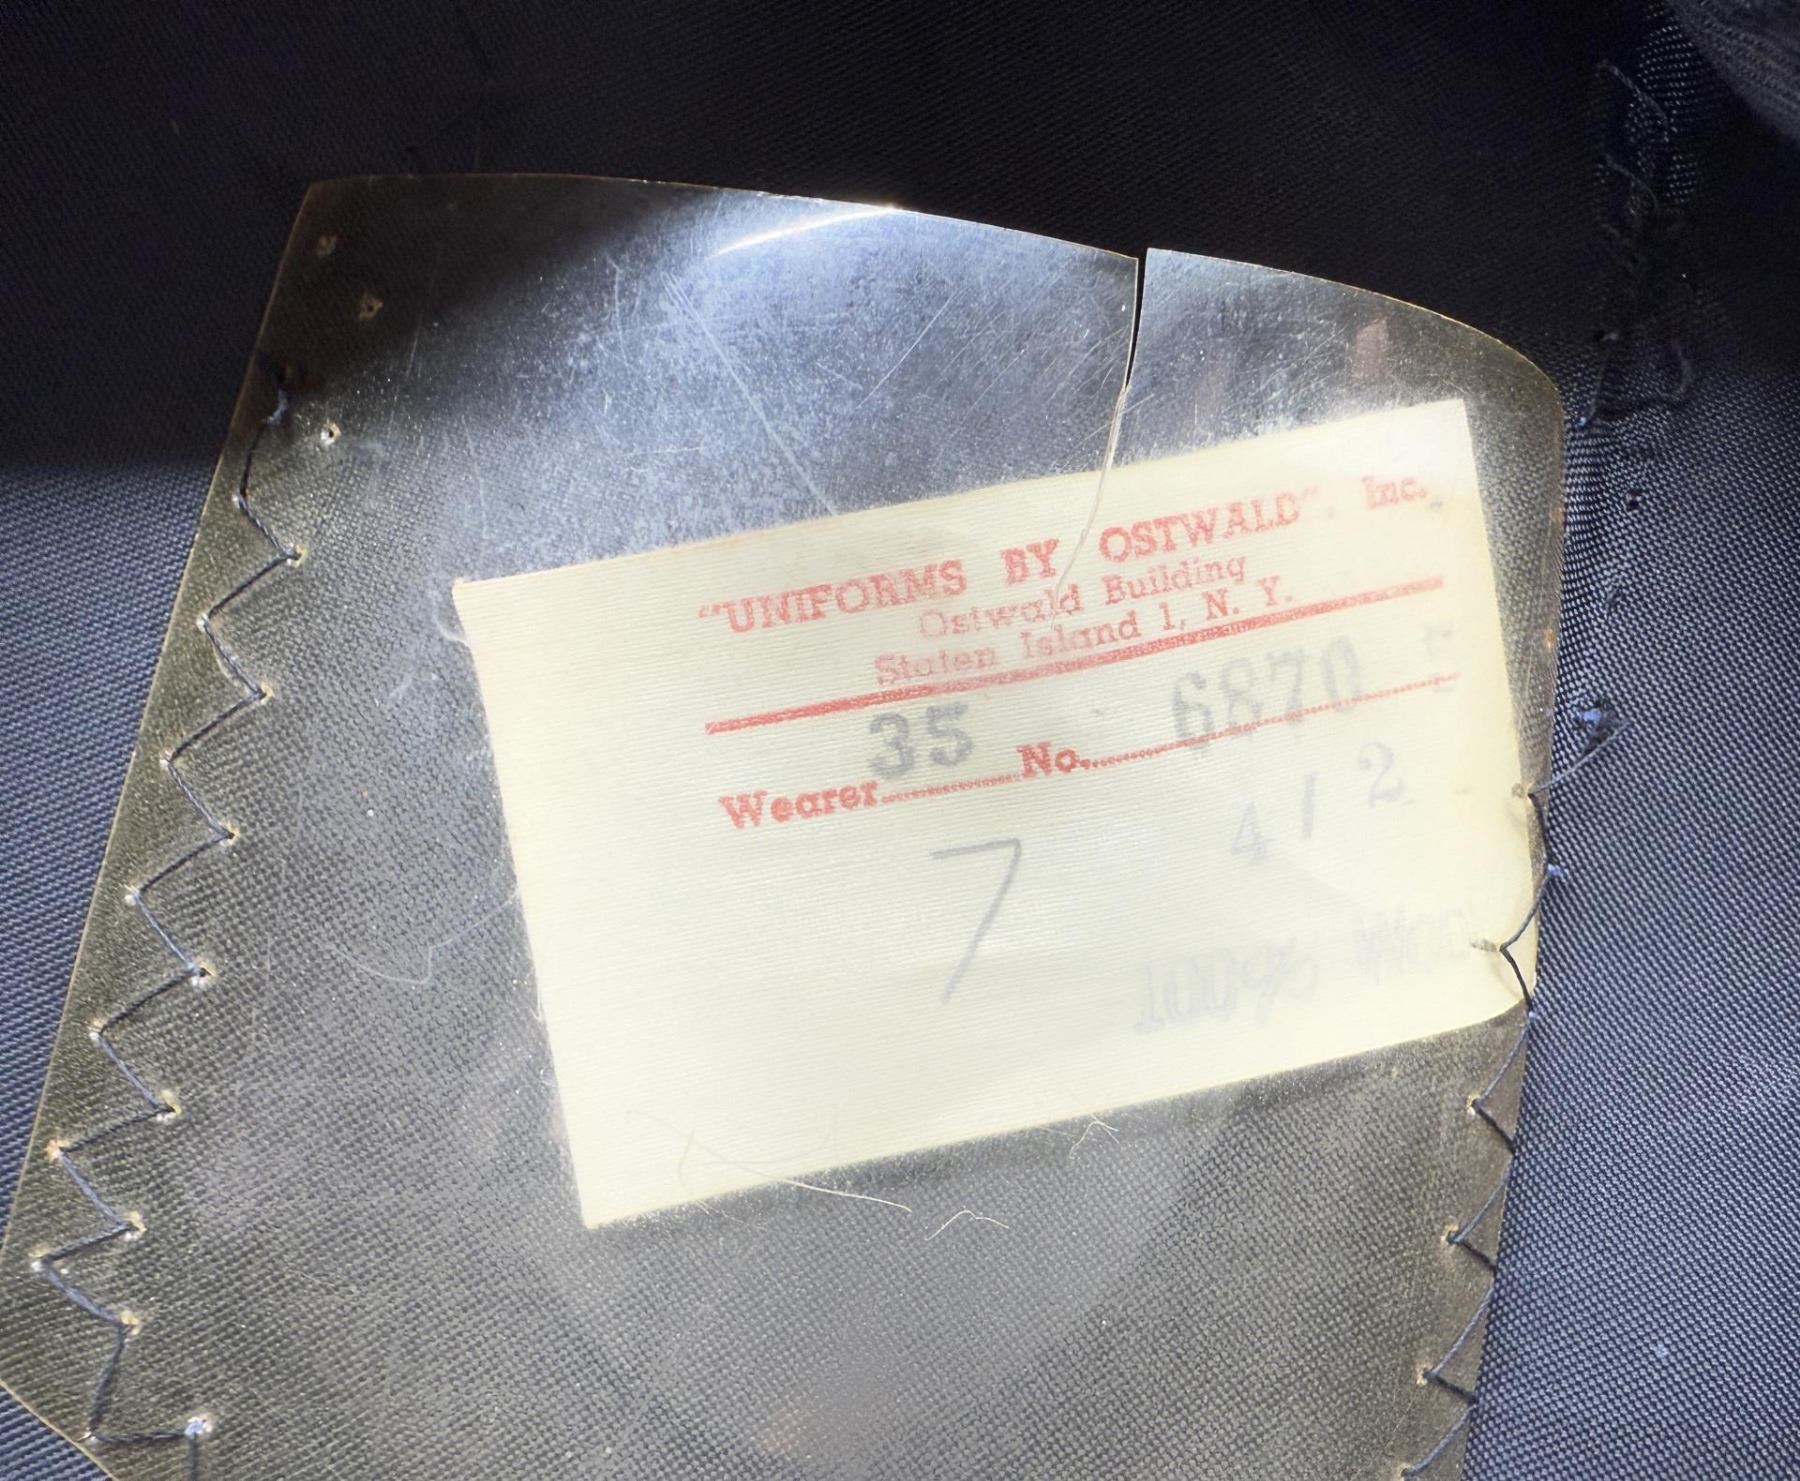 "UNIFORMS BY OSTWALD". Inc.
Ostwald Building
Staten Island 1, N. Y.
Wearer 35 No. 6870 5
7 4 1 2
100% WOOL